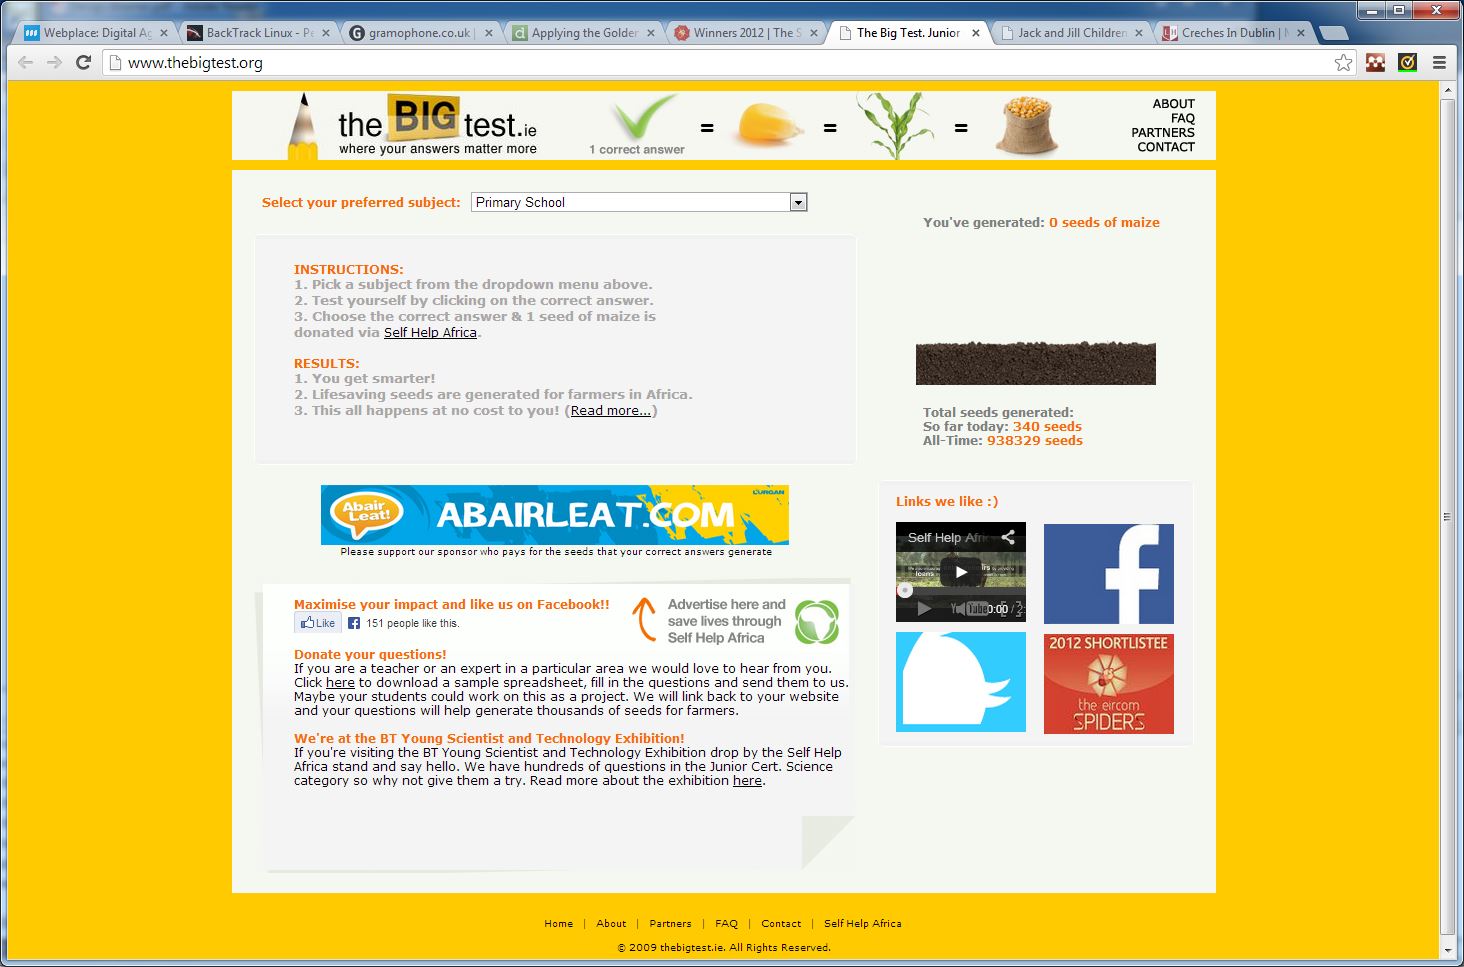 Webplace: Digital Ag
BackTrack Linux - Pe
gramophone.co.uk |
Applying the Golden
Winners 2012 | The S
The Big Test. Junior
Jack and Jill Children
Creches In Dublin |
www.thebigtest.org
the BIG test.ie
where your answers matter more
1 correct answer
=
=
=
ABOUT
FAQ
PARTNERS
CONTACT
Select your preferred subject:
Primary School
You've generated: 0 seeds of maize
INSTRUCTIONS:
1. Pick a subject from the dropdown menu above.
2. Test yourself by clicking on the correct answer.
3. Choose the correct answer & 1 seed of maize is
donated via Self Help Africa.
RESULTS:
1. You get smarter!
2. Lifesaving seeds are generated for farmers in Africa.
3. This all happens at no cost to you! (Read more...)
Total seeds generated:
So far today: 340 seeds
All-Time: 938329 seeds
Abair
Leat!
ABAIRLEAT.COM
LURGAN
Please support our sponsor who pays for the seeds that your correct answers generate
Links we like :)
Self Help Afri
YouTube
0:00 / 2:
f
2012 SHORTLISTEE
the eircom
SPIDERS
Maximise your impact and like us on Facebook!!
Like
151 people like this.
Advertise here and
save lives through
Self Help Africa
Donate your questions!
If you are a teacher or an expert in a particular area we would love to hear from you.
Click here to download a sample spreadsheet, fill in the questions and send them to us.
Maybe your students could work on this as a project. We will link back to your website
and your questions will help generate thousands of seeds for farmers.
We're at the BT Young Scientist and Technology Exhibition!
If you're visiting the BT Young Scientist and Technology Exhibition drop by the Self Help
Africa stand and say hello. We have hundreds of questions in the Junior Cert. Science
category so why not give them a try. Read more about the exhibition here.
Home | About | Partners | FAQ | Contact | Self Help Africa
© 2009 thebigtest.ie. All Rights Reserved.